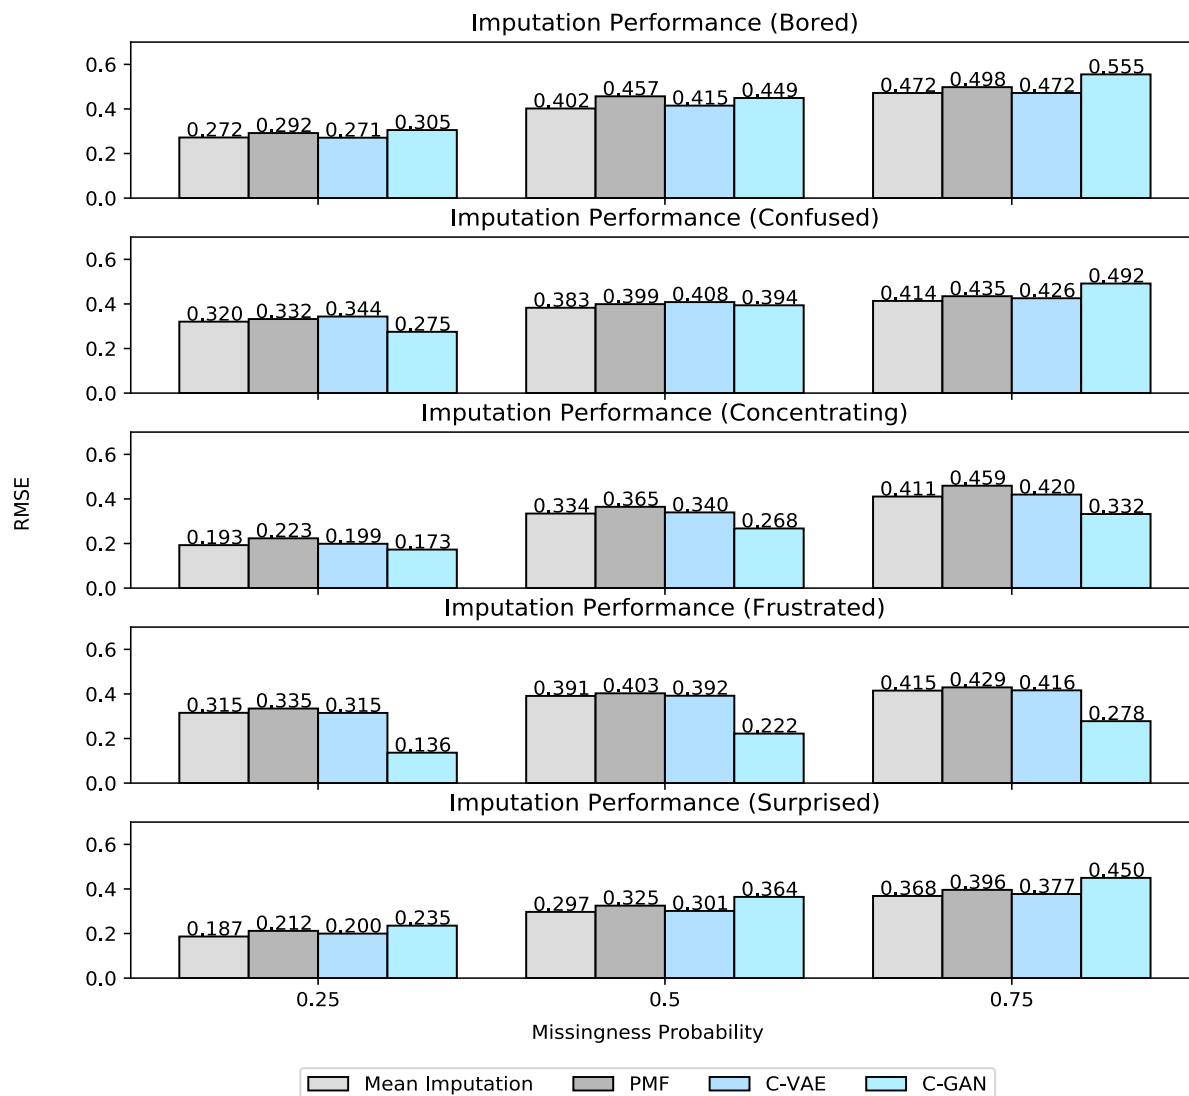 Imputation Performance (Bored)
0.6
0.4
0.2
0.0
0.272 0.292 0.271 0.305
0.402 0.457 0.415 0.449
0.472 0.498 0.472 0.555
Imputation Performance (Confused)
0.6
0.4
0.2
0.0
0.320 0.332 0.344 0.275
0.383 0.399 0.408 0.394
0.414 0.435 0.426 0.492
Imputation Performance (Concentrating)
0.6
0.4
0.2
0.0
0.193 0.223 0.199 0.173
0.334 0.365 0.340 0.268
0.411 0.459 0.420 0.332
RMSE
Imputation Performance (Frustrated)
0.6
0.4
0.2
0.0
0.315 0.335 0.315 0.136
0.391 0.403 0.392 0.222
0.415 0.429 0.416 0.278
Imputation Performance (Surprised)
0.6
0.4
0.2
0.0
0.187 0.212 0.200 0.235
0.297 0.325 0.301 0.364
0.368 0.396 0.377 0.450
0.25 0.5 0.75
Missingness Probability
Mean Imputation PMF C-VAE C-GAN